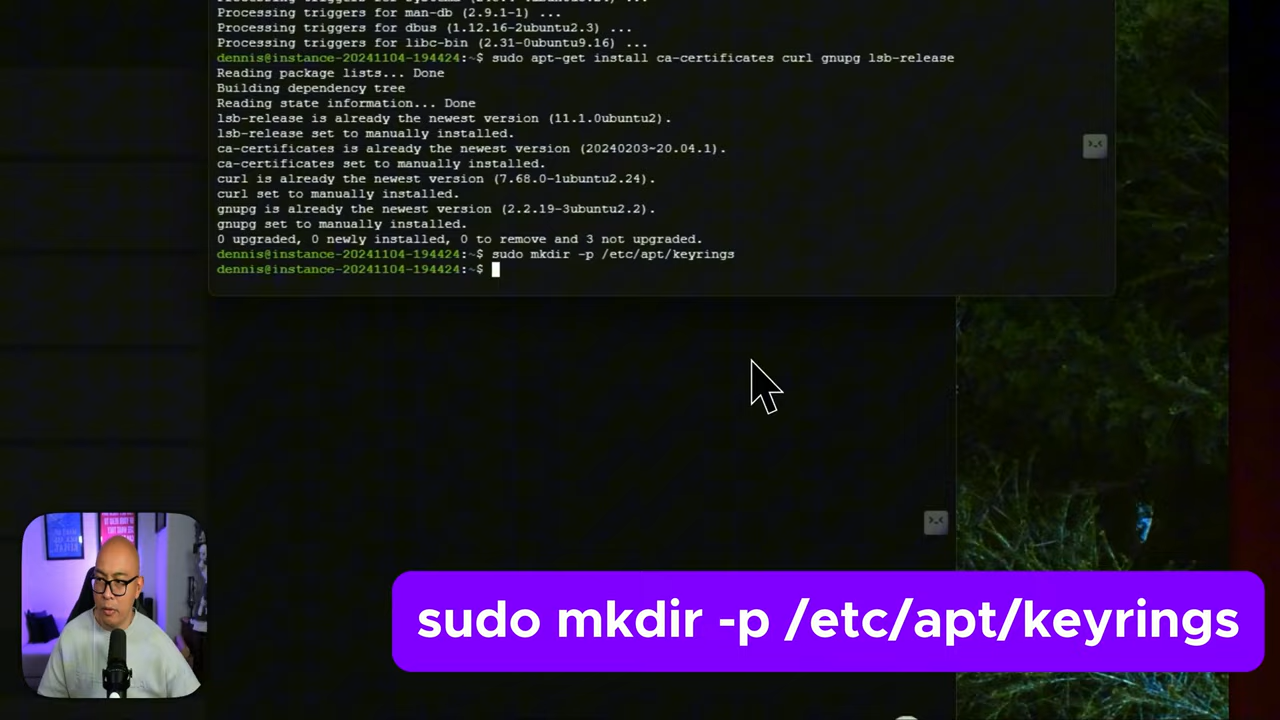 Processing triggers for man-db (2.9.1-1) ...
Processing triggers for dbus (1.12.16-2ubuntu2.3) ...
Processing triggers for libc-bin (2.31-0ubuntu9.16) ...
dennis@instance-20241104-194424:~$ sudo apt-get install ca-certificates curl gnupg lsb-release
Reading package lists... Done
Building dependency tree
Reading state information... Done
lsb-release is already the newest version (11.1.0ubuntu2).
lsb-release set to manually installed.
ca-certificates is already the newest version (20240203~20.04.1).
ca-certificates set to manually installed.
curl is already the newest version (7.68.0-1ubuntu2.24).
curl set to manually installed.
gnupg is already the newest version (2.2.19-3ubuntu2.2).
gnupg set to manually installed.
0 upgraded, 0 newly installed, 0 to remove and 3 not upgraded.
dennis@instance-20241104-194424:~$ sudo mkdir -p /etc/apt/keyrings
dennis@instance-20241104-194424:~$
sudo mkdir -p /etc/apt/keyrings